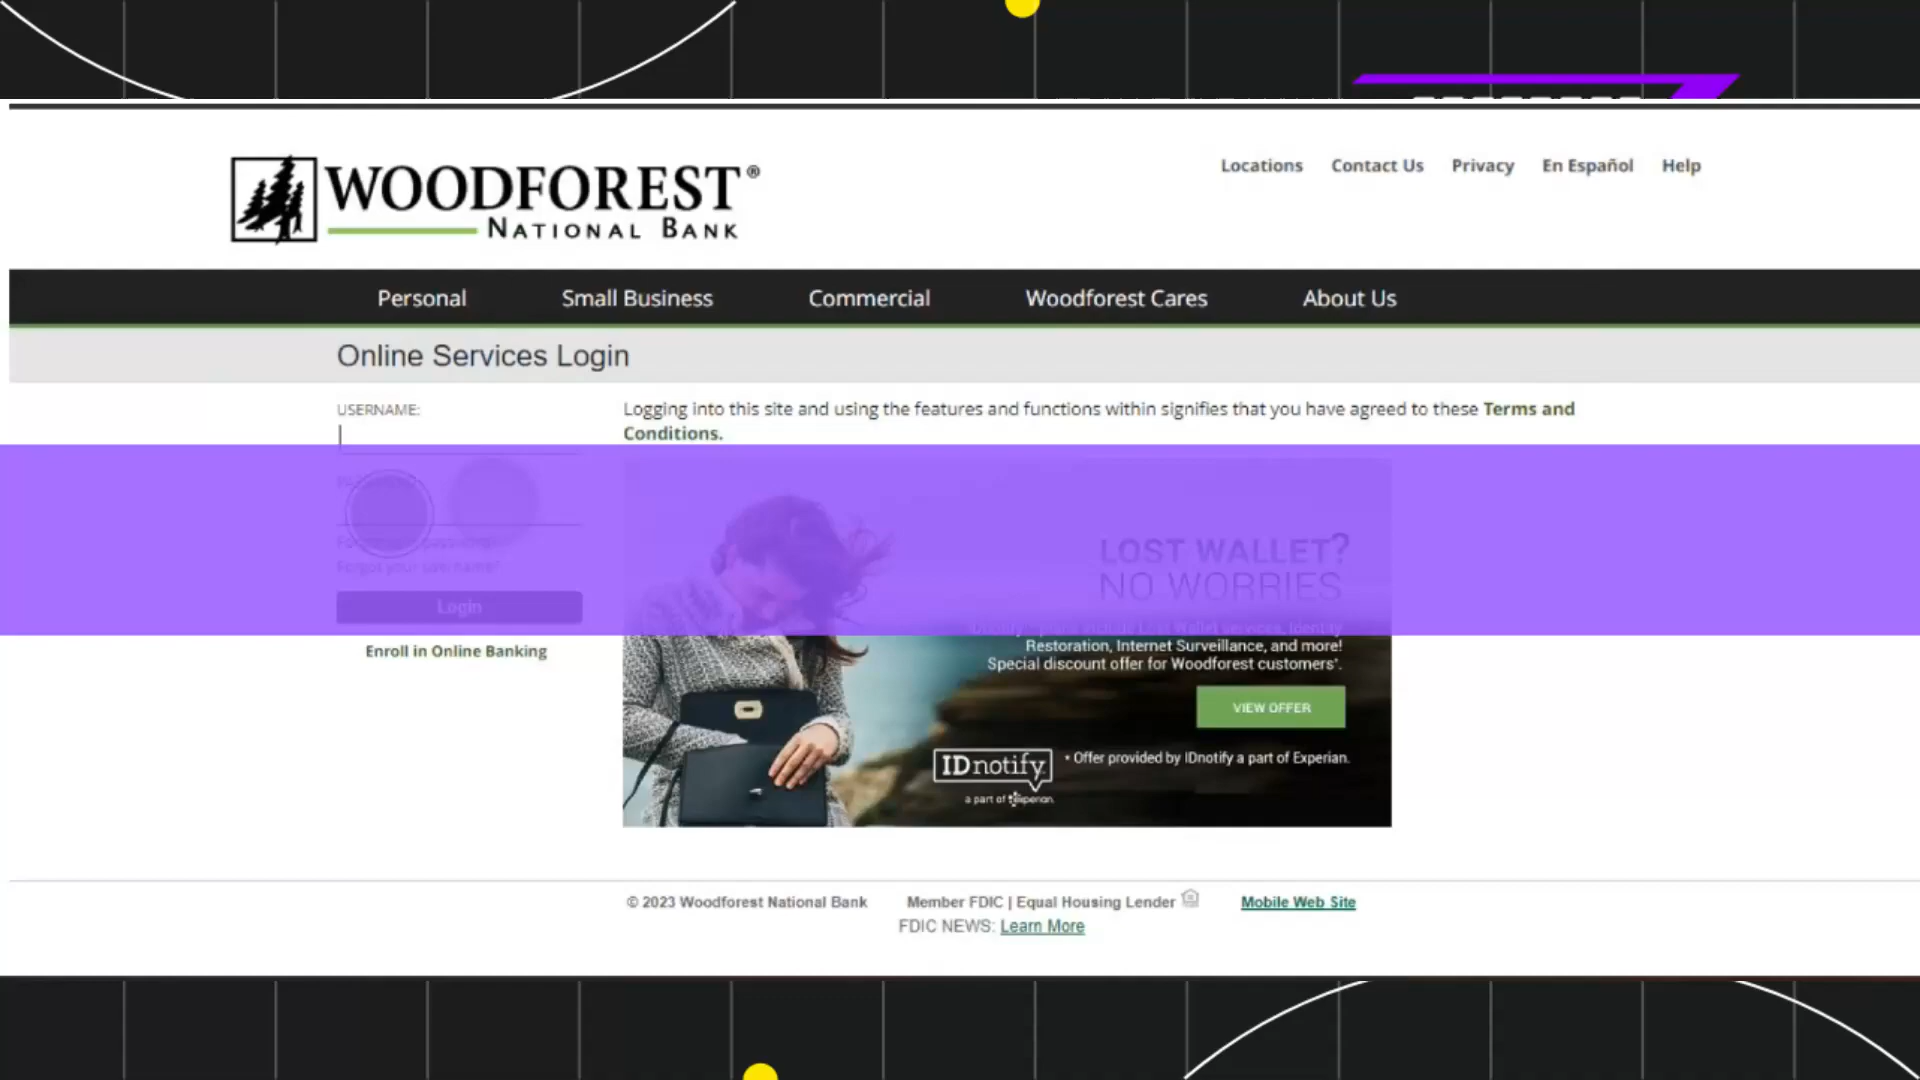 WOODFOREST®
NATIONAL BANK
Locations Contact Us Privacy En Español Help
Personal Small Business Commercial Woodforest Cares About Us
Online Services Login
USERNAME:
Logging into this site and using the features and functions within signifies that you have agreed to these Terms and
Conditions.
Forgot your user name?
Login
Enroll in Online Banking
LOST WALLET?
NO WORRIES
Restoration, Internet Surveillance, and more!
Special discount offer for Woodforest customers*.
VIEW OFFER
IDnotify
a part of experian.
* Offer provided by IDnotify a part of Experian.
© 2023 Woodforest National Bank Member FDIC | Equal Housing Lender Mobile Web Site
FDIC NEWS: Learn More